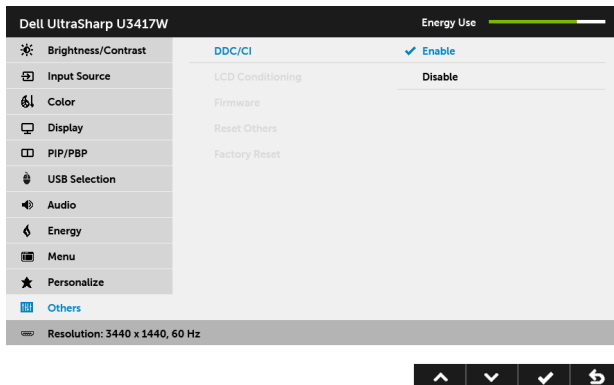 Dell UltraSharp U3417W Energy Use
Brightness/Contrast DDC/CI Enable
Input Source LCD Conditioning Disable
Color Firmware
Display Reset Others
PIP/PBP Factory Reset
USB Selection
Audio
Energy
Menu
Personalize
Others
Resolution: 3440 x 1440, 60 Hz